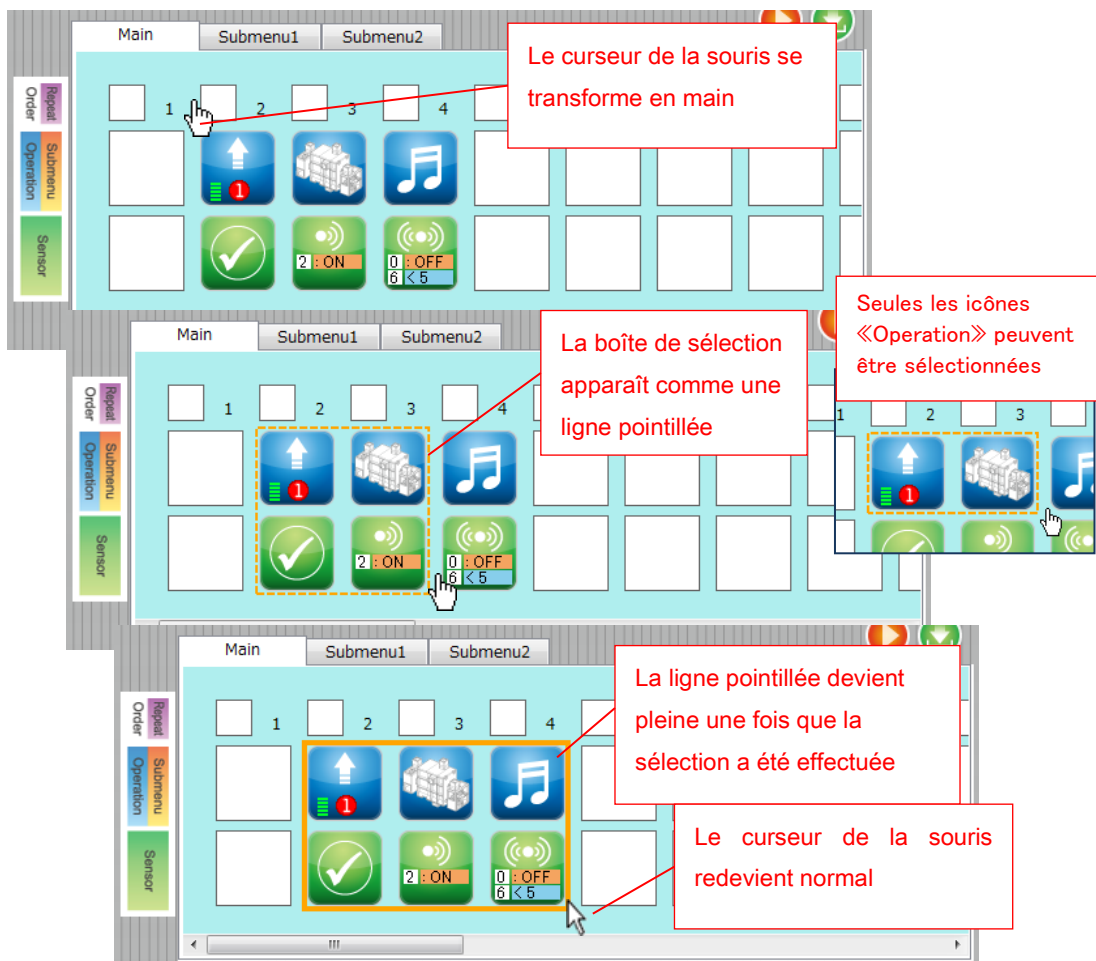 Main Submenu1 Submenu2
Le curseur de la souris se
transforme en main
Repeat
Order
Submenu
Operation
Sensor
1 2 3 4
1
2 : ON
0 : OFF
6 < 5
Main Submenu1 Submenu2
La boîte de sélection
apparaît comme une
ligne pointillée
Seules les icônes
≪Operation≫ peuvent
être sélectionnées
Repeat
Order
Submenu
Operation
Sensor
1 2 3 4
1
2 : ON
0 : OFF
6 < 5
1 2 3
1
Main Submenu1 Submenu2
La ligne pointillée devient
pleine une fois que la
sélection a été effectuée
Repeat
Order
Submenu
Operation
Sensor
1 2 3 4
1
2 : ON
0 : OFF
6 < 5
Le curseur de la souris
redevient normal